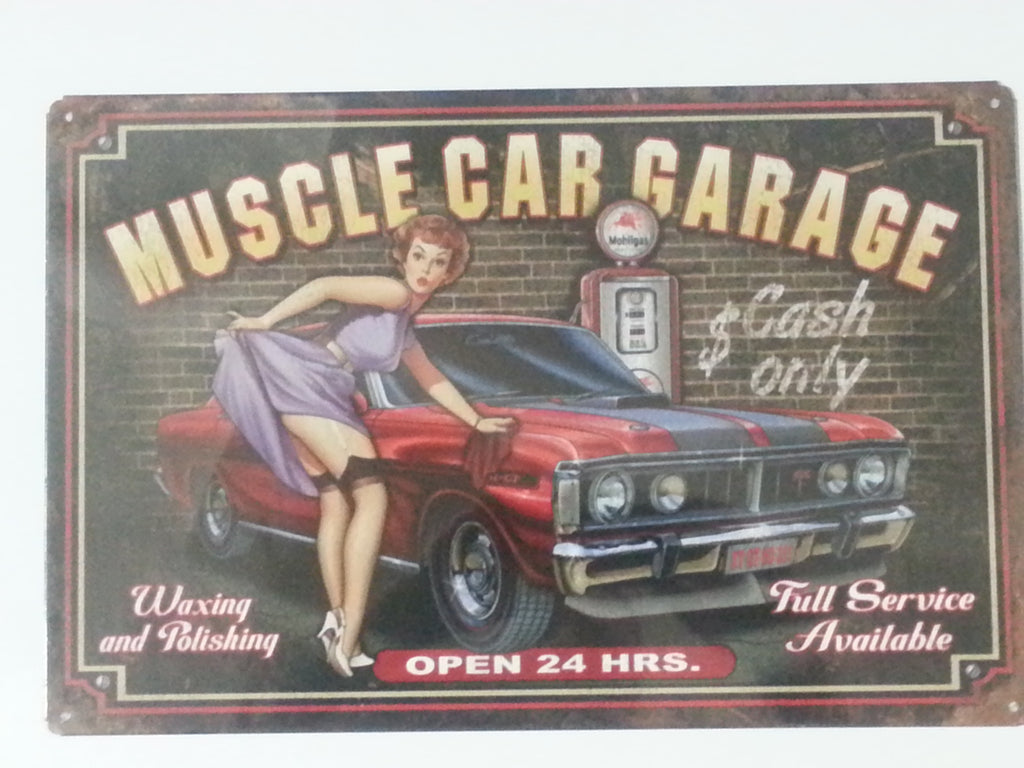 MUSCLE CAR GARAGE
Mobilgas
$ Cash
only
Waxing
and Polishing
Full Service
Available
OPEN 24 HRS.